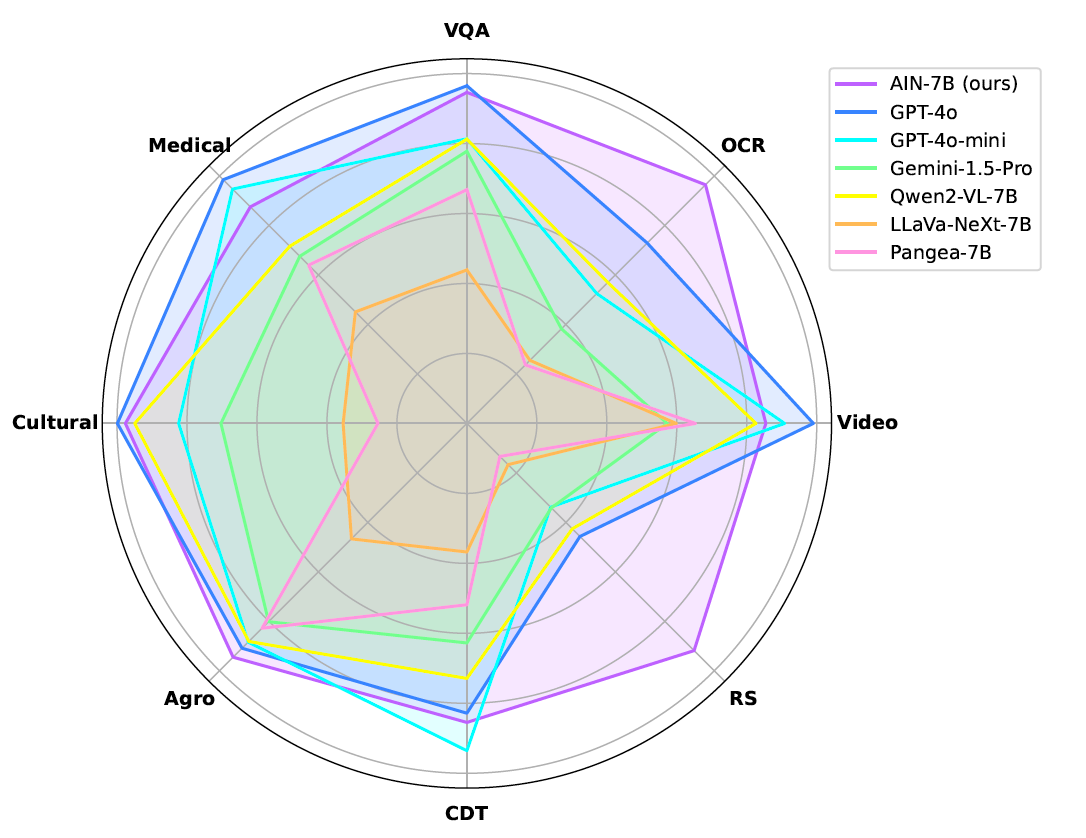 VQA
AIN-7B (ours)
GPT-4o
GPT-4o-mini
Gemini-1.5-Pro
Qwen2-VL-7B
LLaVa-NeXt-7B
Pangea-7B
Medical
OCR
Cultural
Video
Agro
RS
CDT